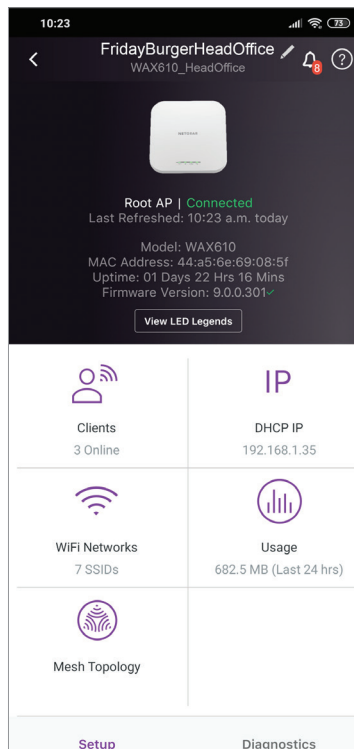 10:23
73
FridayBurgerHeadOffice
8
?
WAX610_HeadOffice
NETGEAR
Root AP | Connected
Last Refreshed: 10:23 a.m. today
Model: WAX610
MAC Address: 44:a5:6e:69:08:5f
Uptime: 01 Days 22 Hrs 16 Mins
Firmware Version: 9.0.0.301
View LED Legends
IP
Clients
DHCP IP
3 Online
192.168.1.35
WiFi Networks
Usage
7 SSIDs
682.5 MB (Last 24 hrs)
Mesh Topology
Setup
Diagnostics